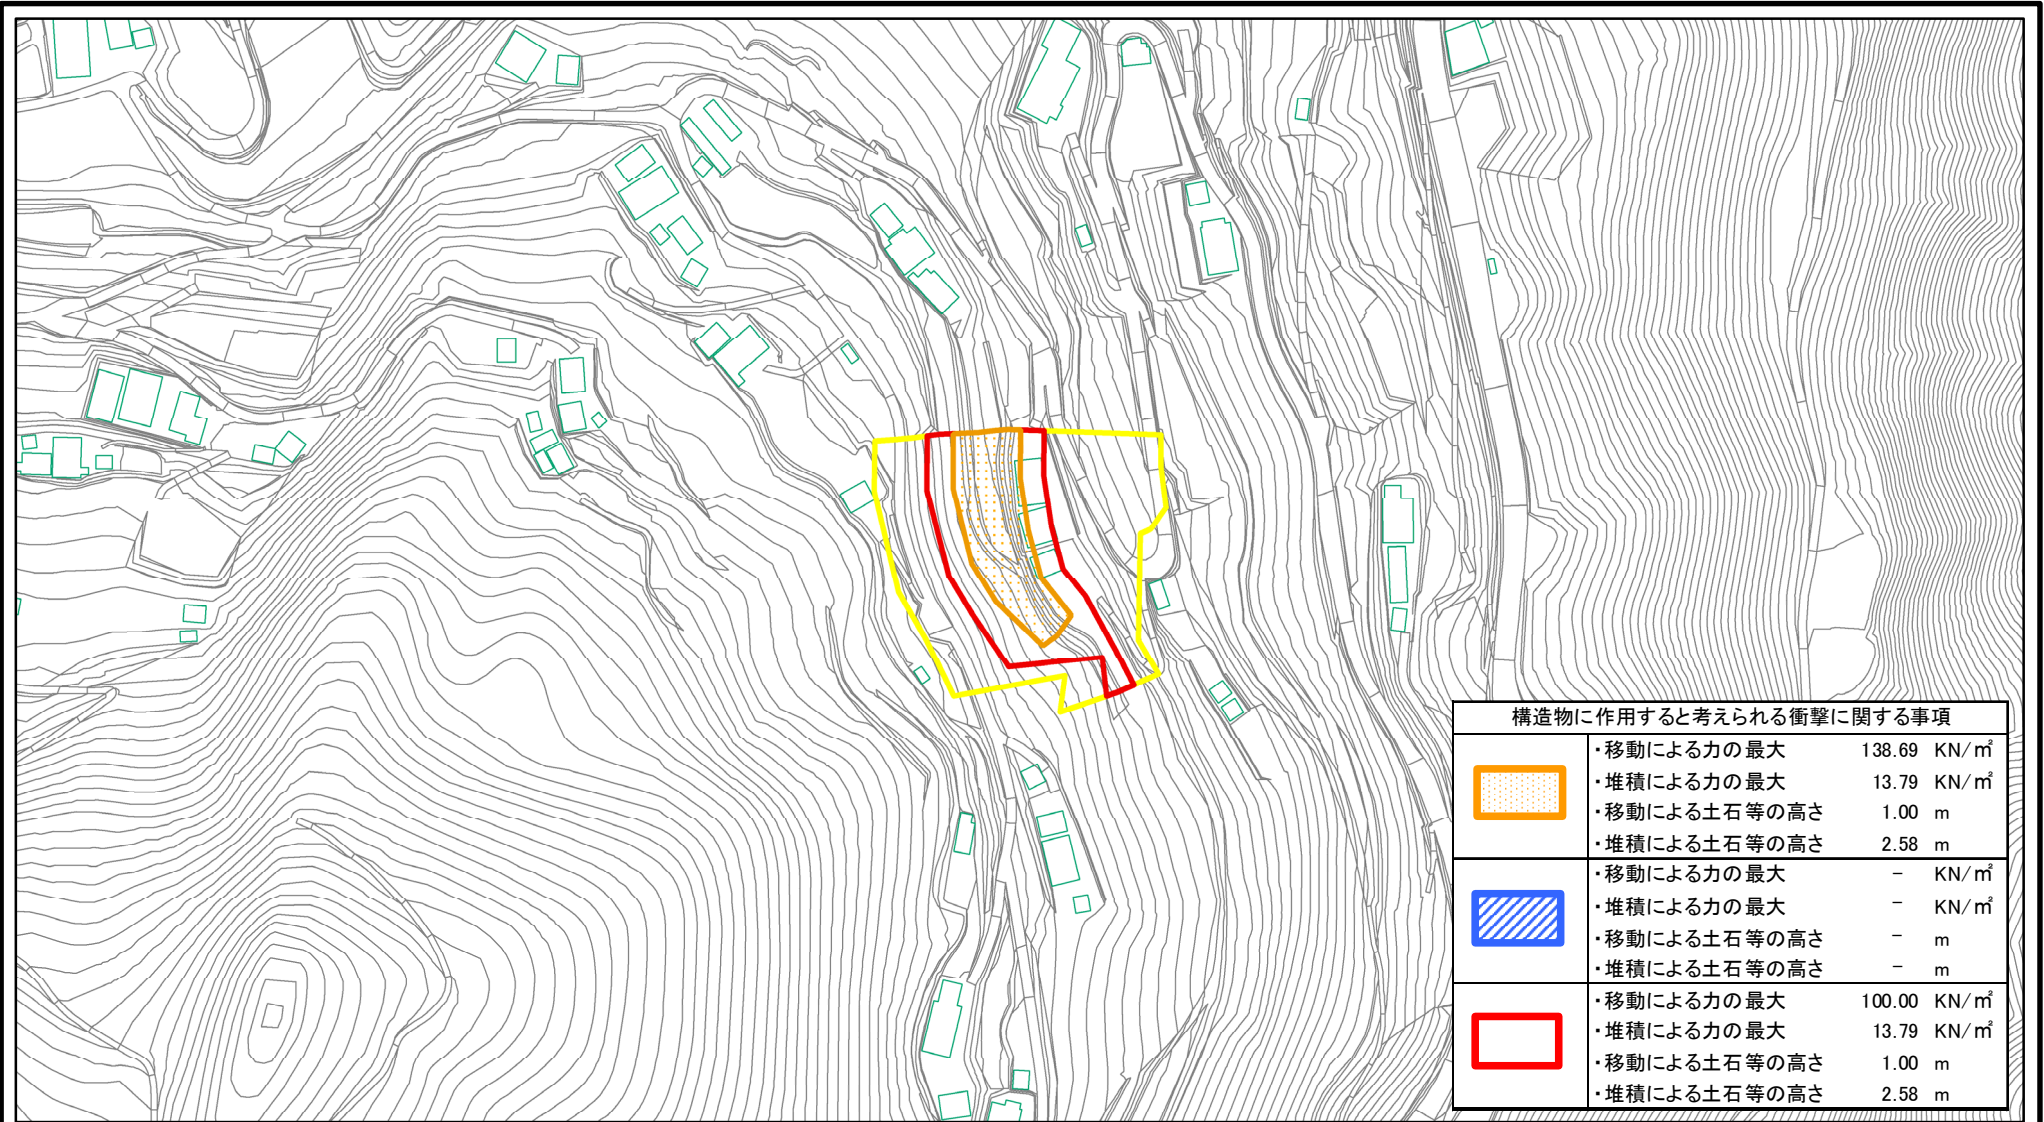 構造物に作用すると考えられる衝撃に関する事項
・移動による力の最大 138.69 KN/㎡
・堆積による力の最大 13.79 KN/㎡
・移動による土石等の高さ 1.00 m
・堆積による土石等の高さ 2.58 m
・移動による力の最大 - KN/㎡
・堆積による力の最大 - KN/㎡
・移動による土石等の高さ - m
・堆積による土石等の高さ - m
・移動による力の最大 100.00 KN/㎡
・堆積による力の最大 13.79 KN/㎡
・移動による土石等の高さ 1.00 m
・堆積による土石等の高さ 2.58 m